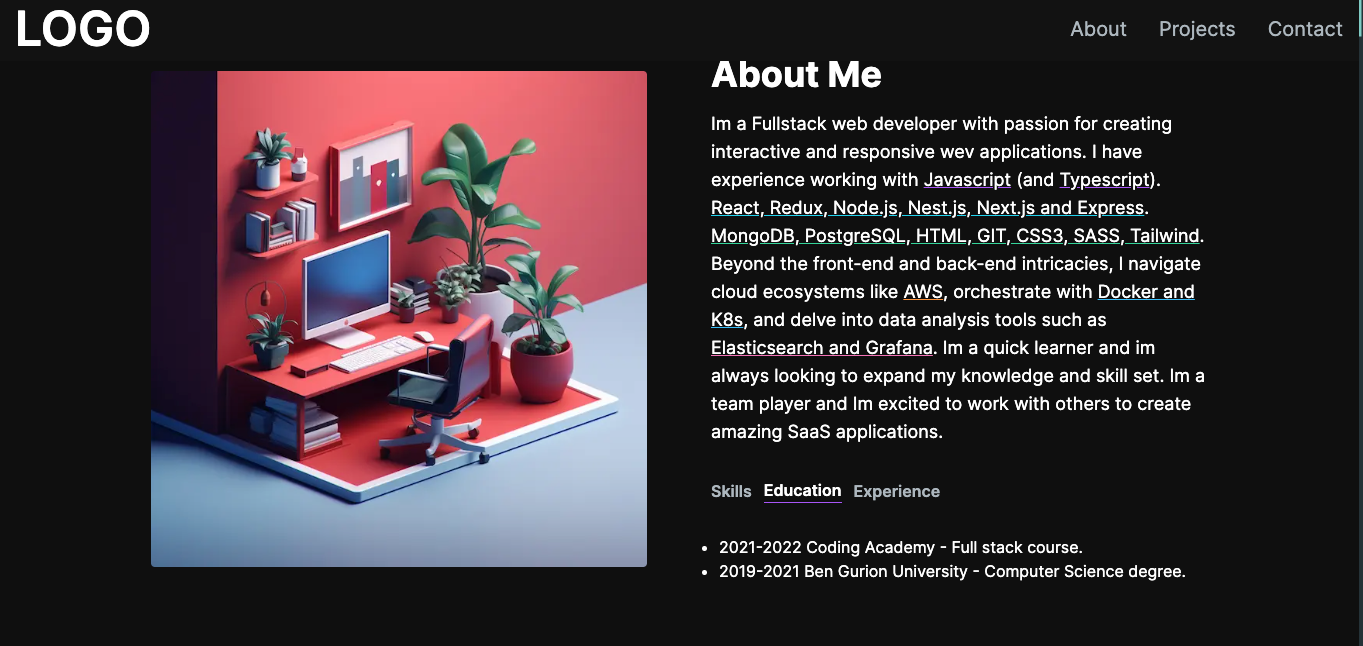 LOGO
About Projects Contact
About Me
Im a Fullstack web developer with passion for creating
interactive and responsive wev applications. I have
experience working with Javascript (and Typescript).
React, Redux, Node.js, Nest.js, Next.js and Express.
MongoDB, PostgreSQL, HTML, GIT, CSS3, SASS, Tailwind.
Beyond the front-end and back-end intricacies, I navigate
cloud ecosystems like AWS, orchestrate with Docker and
K8s, and delve into data analysis tools such as
Elasticsearch and Grafana. Im a quick learner and im
always looking to expand my knowledge and skill set. Im a
team player and Im excited to work with others to create
amazing SaaS applications.
Skills Education Experience
• 2021-2022 Coding Academy - Full stack course.
• 2019-2021 Ben Gurion University - Computer Science degree.